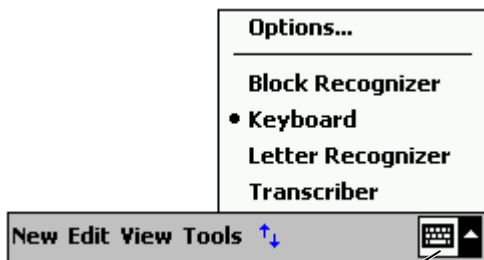 Options...
Block Recognizer
Keyboard
Letter Recognizer
Transcriber
New Edit View Tools